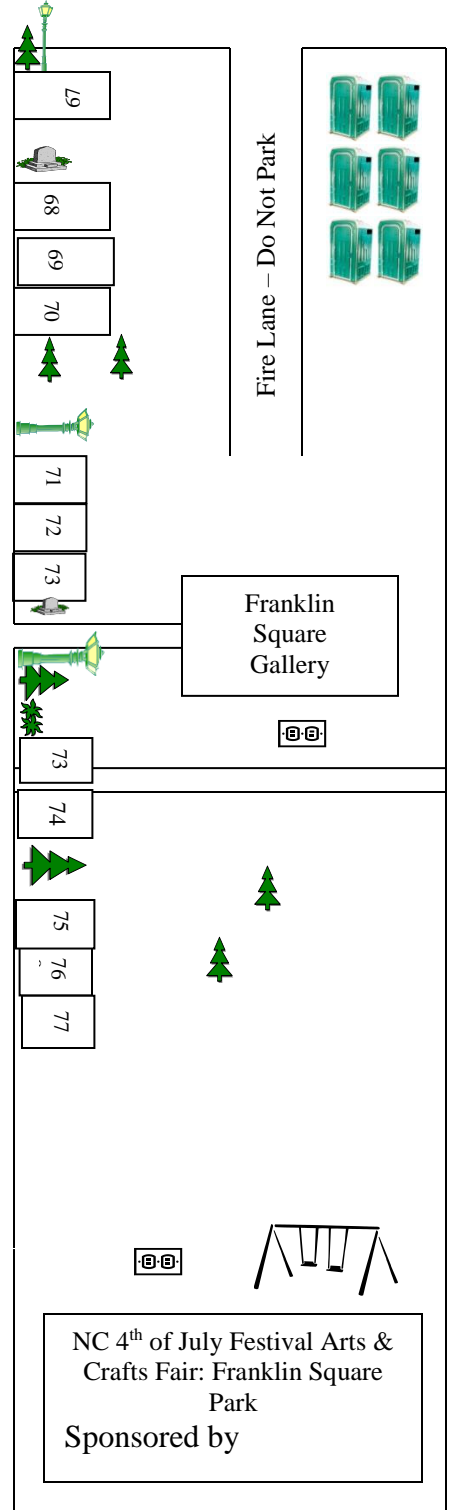 67
68
69
70
Fire Lane – Do Not Park
71
72
73
Franklin
Square
Gallery
73
74
75
76
77
NC 4th of July Festival Arts &
Crafts Fair: Franklin Square
Park
Sponsored by